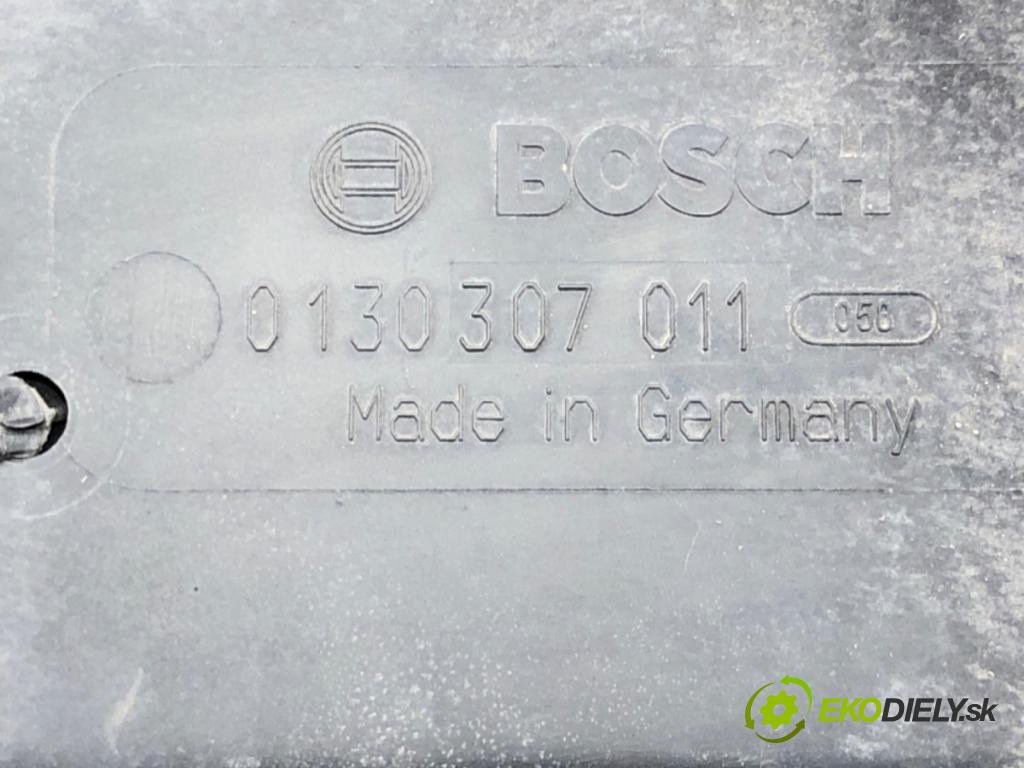 BOSCH
0 130 307 011 056
Made in Germany
EKODIELY.sk